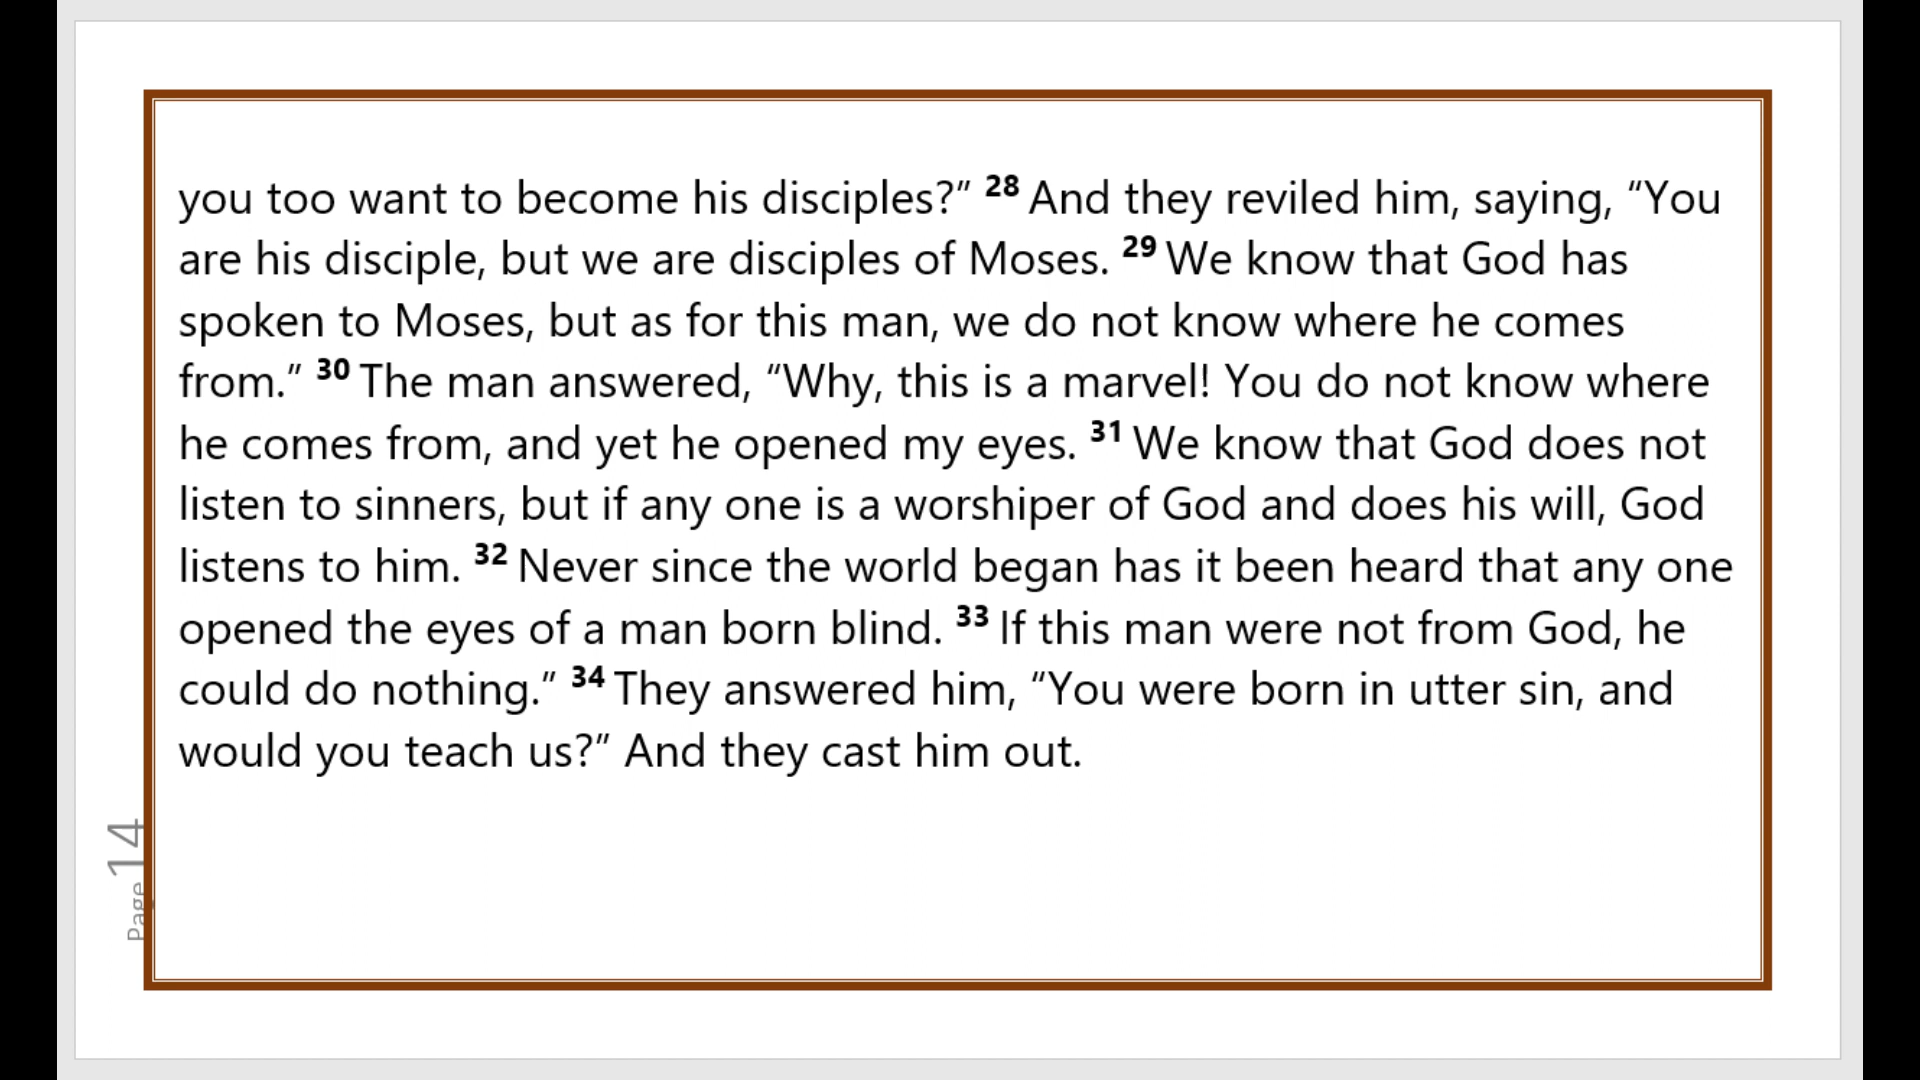 you too want to become his disciples?” 28 And they reviled him, saying, “You
are his disciple, but we are disciples of Moses. 29 We know that God has
spoken to Moses, but as for this man, we do not know where he comes
from.” 30 The man answered, “Why, this is a marvel! You do not know where
he comes from, and yet he opened my eyes. 31 We know that God does not
listen to sinners, but if any one is a worshiper of God and does his will, God
listens to him. 32 Never since the world began has it been heard that any one
opened the eyes of a man born blind. 33 If this man were not from God, he
could do nothing.” 34 They answered him, “You were born in utter sin, and
would you teach us?” And they cast him out.
Page 14